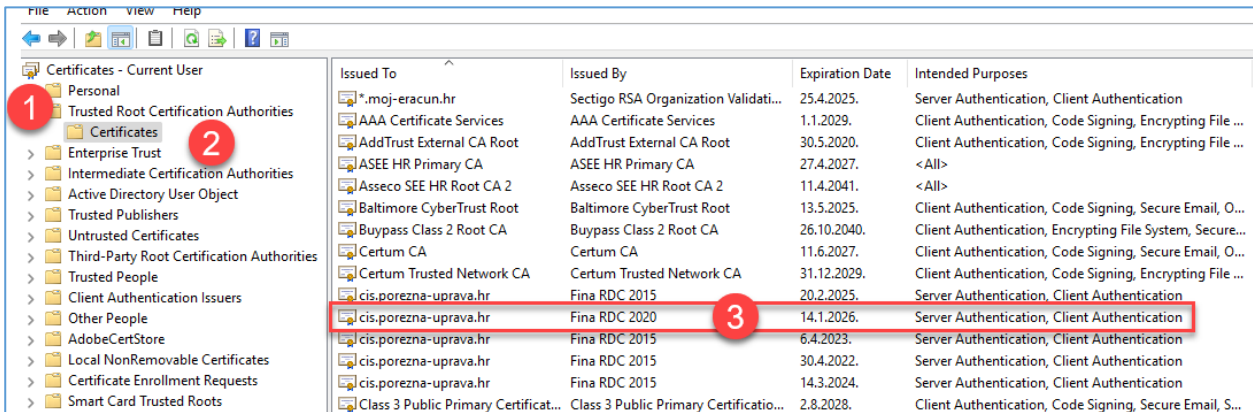 File Action View Help
Certificates - Current User
Personal
1 Trusted Root Certification Authorities
Certificates 2
Enterprise Trust
Intermediate Certification Authorities
Active Directory User Object
Trusted Publishers
Untrusted Certificates
Third-Party Root Certification Authorities
Trusted People
Client Authentication Issuers
Other People
AdobeCertStore
Local NonRemovable Certificates
Certificate Enrollment Requests
Smart Card Trusted Roots
Issued To Issued By Expiration Date Intended Purposes
*.moj-eracun.hr Sectigo RSA Organization Validati... 25.4.2025. Server Authentication, Client Authentication
AAA Certificate Services AAA Certificate Services 1.1.2029. Client Authentication, Code Signing, Encrypting File ...
AddTrust External CA Root AddTrust External CA Root 30.5.2020. Client Authentication, Code Signing, Encrypting File ...
ASEE HR Primary CA ASEE HR Primary CA 27.4.2027. <All>
Asseco SEE HR Root CA 2 Asseco SEE HR Root CA 2 11.4.2041. <All>
Baltimore CyberTrust Root Baltimore CyberTrust Root 13.5.2025. Client Authentication, Code Signing, Secure Email, O...
Buypass Class 2 Root CA Buypass Class 2 Root CA 26.10.2040. Client Authentication, Encrypting File System, Secure...
Certum CA Certum CA 11.6.2027. Client Authentication, Code Signing, Secure Email, O...
Certum Trusted Network CA Certum Trusted Network CA 31.12.2029. Client Authentication, Code Signing, Encrypting File ...
cis.porezna-uprava.hr Fina RDC 2015 20.2.2025. Server Authentication, Client Authentication
cis.porezna-uprava.hr Fina RDC 2020 3 14.1.2026. Server Authentication, Client Authentication
cis.porezna-uprava.hr Fina RDC 2015 6.4.2023. Server Authentication, Client Authentication
cis.porezna-uprava.hr Fina RDC 2015 30.4.2022. Server Authentication, Client Authentication
cis.porezna-uprava.hr Fina RDC 2015 14.3.2024. Server Authentication, Client Authentication
Class 3 Public Primary Certificat... Class 3 Public Primary Certificatio... 2.8.2028. Client Authentication, Code Signing, Secure Email, S...